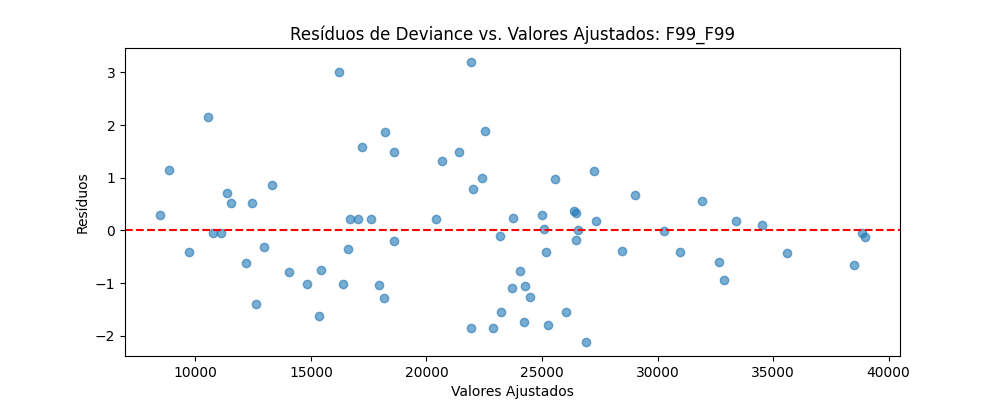 Resíduos de Deviance vs. Valores Ajustados: F99_F99
Resíduos
3
2
1
0
−1
−2
10000 15000 20000 25000 30000 35000 40000
Valores Ajustados